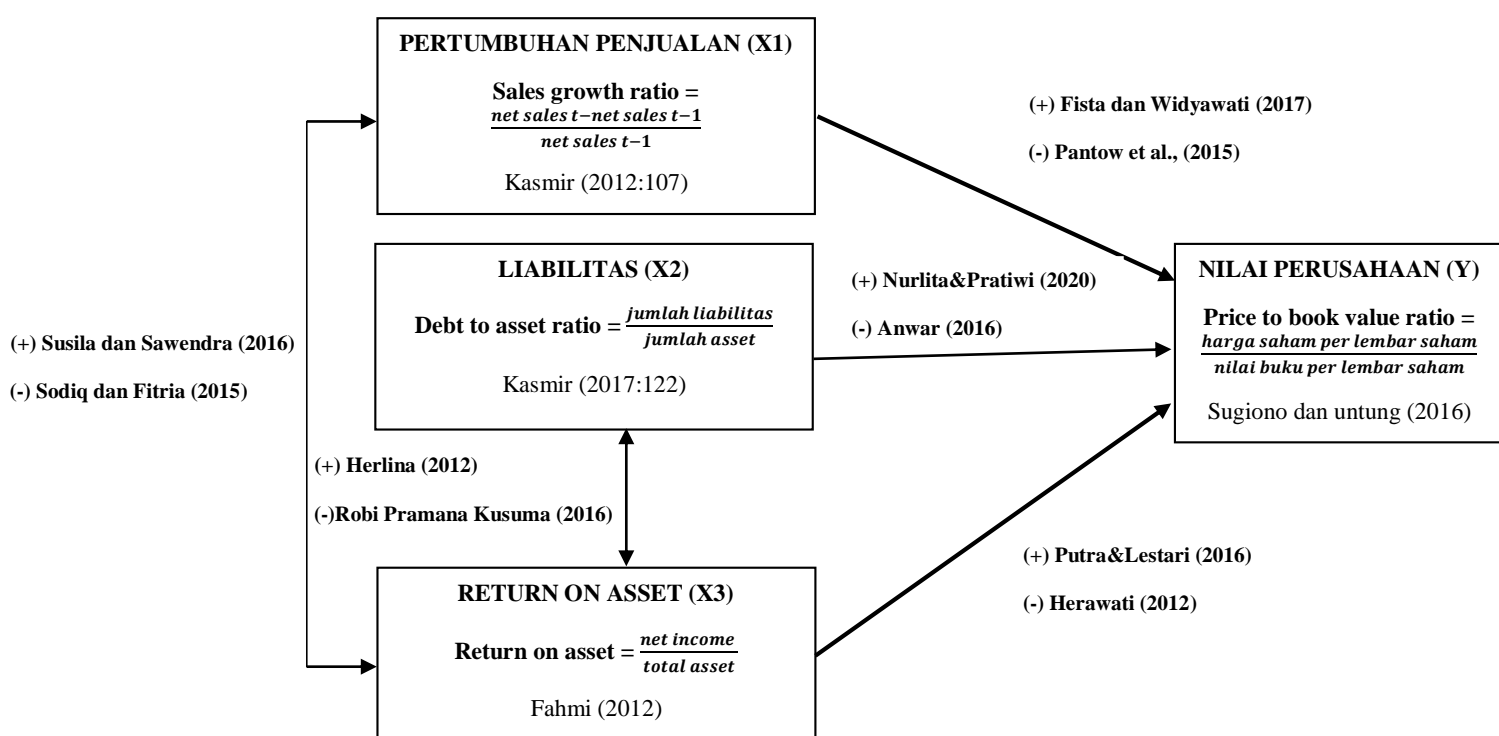 PERTUMBUHAN PENJUALAN (X1)
Sales growth ratio =
net sales t−net sales t−1
net sales t−1
Kasmir (2012:107)
(+) Fista dan Widyawati (2017)
(-) Pantow et al., (2015)
LIABILITAS (X2)
Debt to asset ratio = jumlah liabilitas
jumlah asset
Kasmir (2017:122)
(+) Nurlita&Pratiwi (2020)
(-) Anwar (2016)
NILAI PERUSAHAAN (Y)
Price to book value ratio =
harga saham per lembar saham
nilai buku per lembar saham
Sugiono dan untung (2016)
(+) Susila dan Sawendra (2016)
(-) Sodiq dan Fitria (2015)
(+) Herlina (2012)
(-)Robi Pramana Kusuma (2016)
RETURN ON ASSET (X3)
Return on asset = net income
total asset
Fahmi (2012)
(+) Putra&Lestari (2016)
(-) Herawati (2012)